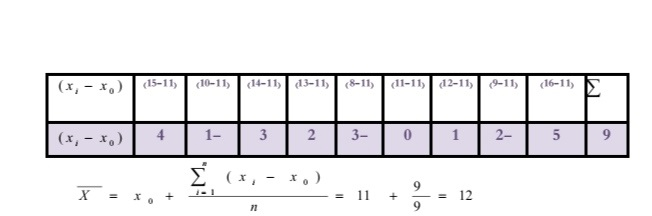 (x_i − x_0) (15−11) (10−11) (14−11) (13−11) (8−11) (11−11) (12−11) (9−11) (16−11) ∑
(x_i − x_0) 4 1− 3 2 3− 0 1 2− 5 9
X̅ = x_0 + \frac{\sum_{i=1}^{n} (x_i − x_0)}{n} = 11 + \frac{9}{9} = 12